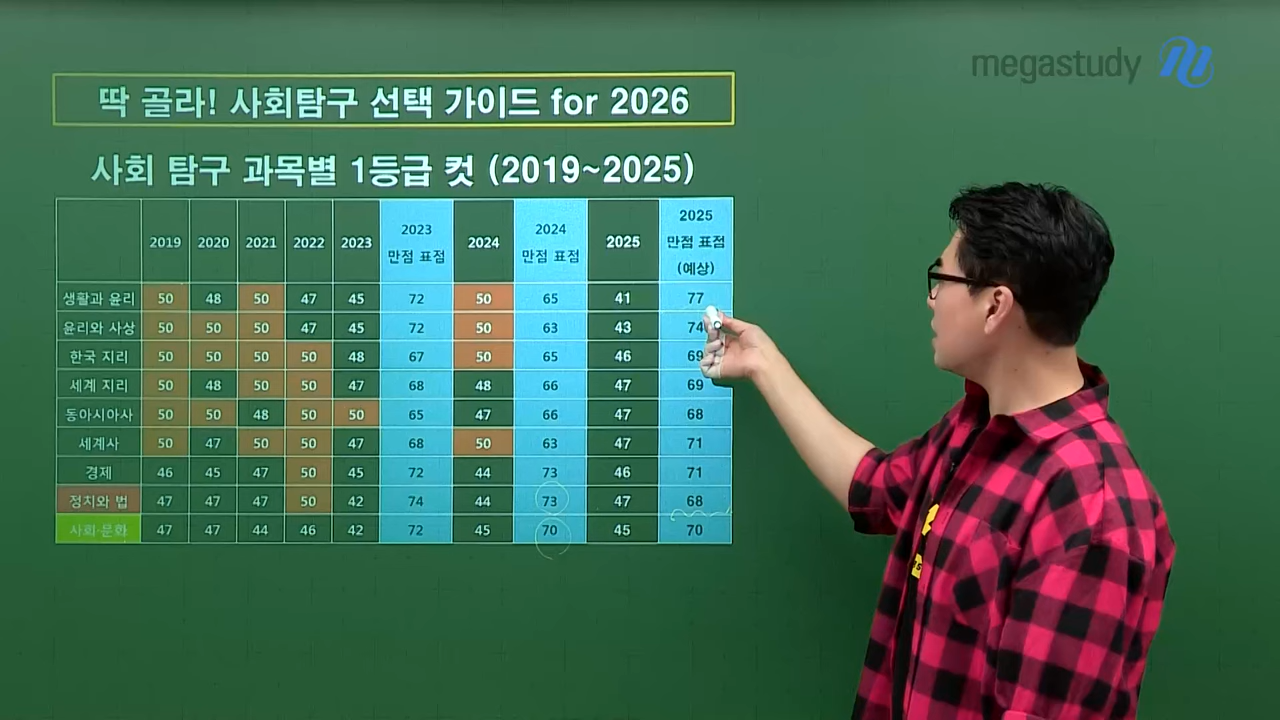 megastudy
딱 골라! 사회탐구 선택 가이드 for 2026
사회 탐구 과목별 1등급 컷 (2019~2025)
2019 2020 2021 2022 2023 2023 만점 표점 2024 2024 만점 표점 2025 2025 만점 표점 (예상)
생활과 윤리 50 48 50 47 45 72 50 65 41 77
윤리와 사상 50 50 50 47 45 72 50 63 43 74
한국 지리 50 50 50 50 48 67 50 65 46 69
세계 지리 50 48 50 50 47 68 48 66 47 69
동아시아사 50 50 48 50 50 65 47 66 47 68
세계사 50 47 50 50 47 68 50 63 47 71
경제 46 45 47 50 45 72 44 73 46 71
정치와 법 47 47 47 50 42 74 44 73 47 68
사회·문화 47 47 44 46 42 72 45 70 45 70